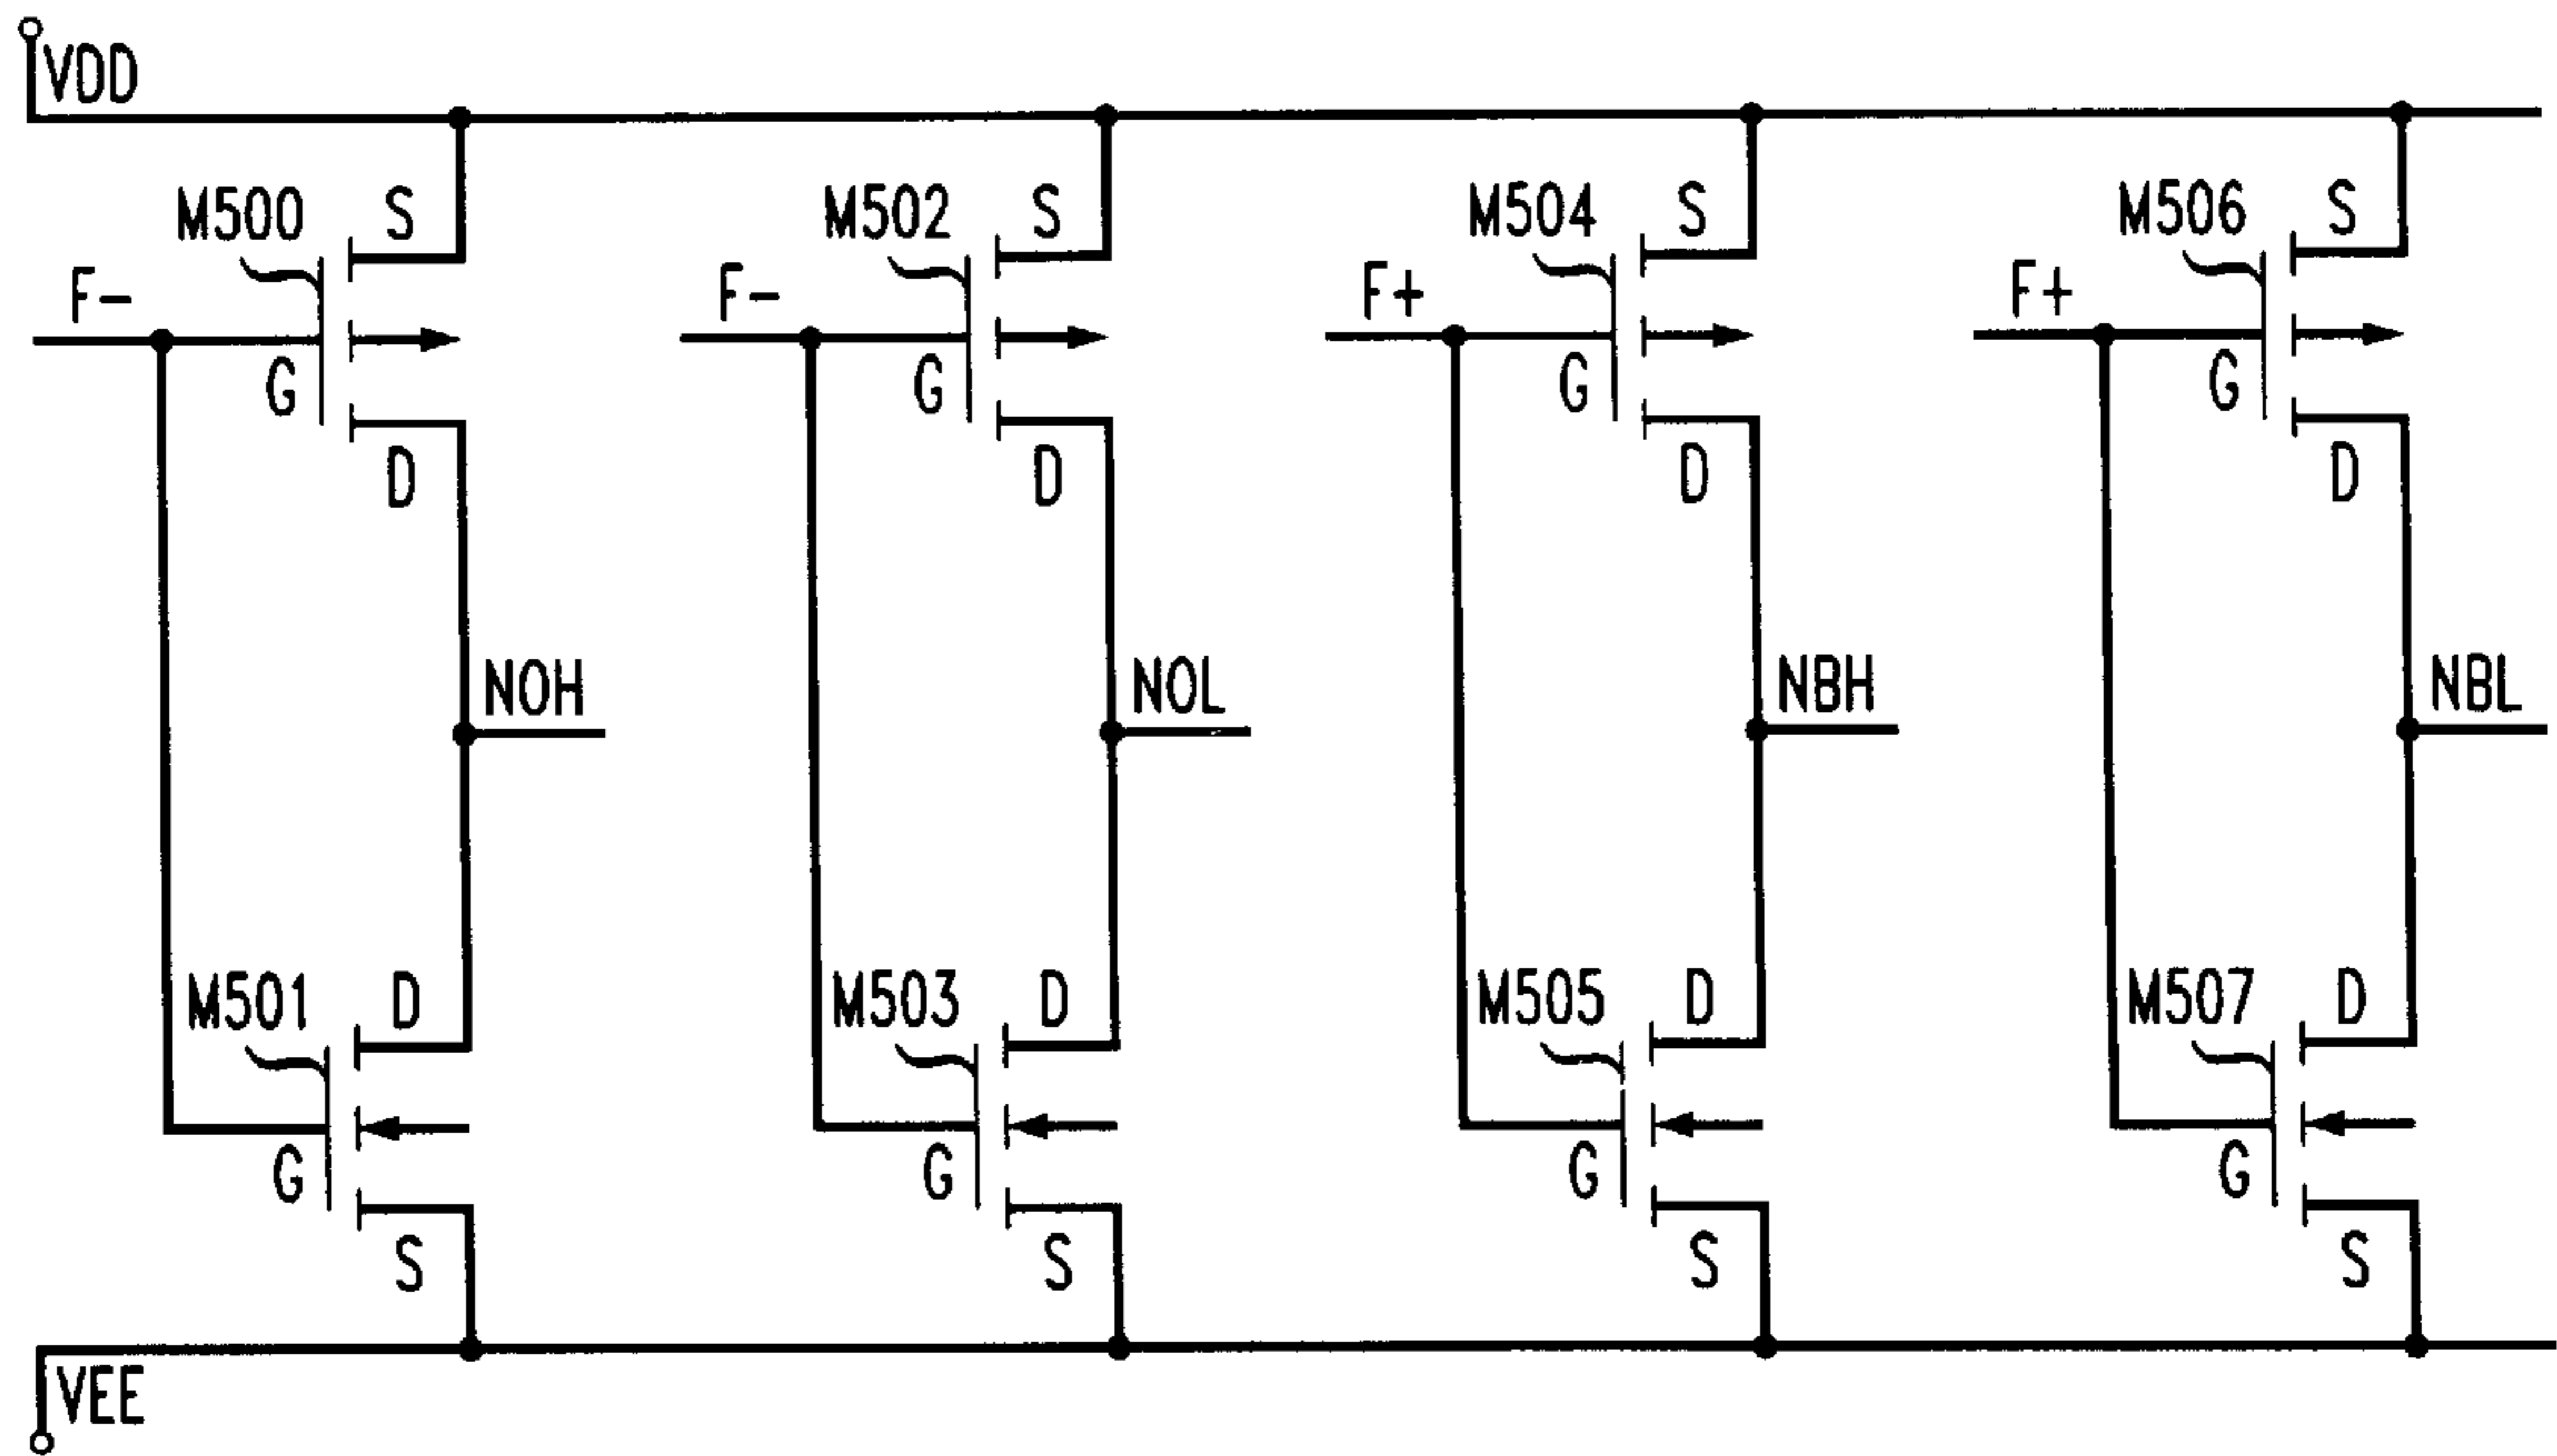 VDD
M500 S M502 S M504 S M506 S
F- F- F+ F+
G G G G
D D D D
NOH NOL NBH NBL
M501 D M503 D M505 D M507 D
G G G G
S S S S
VEE